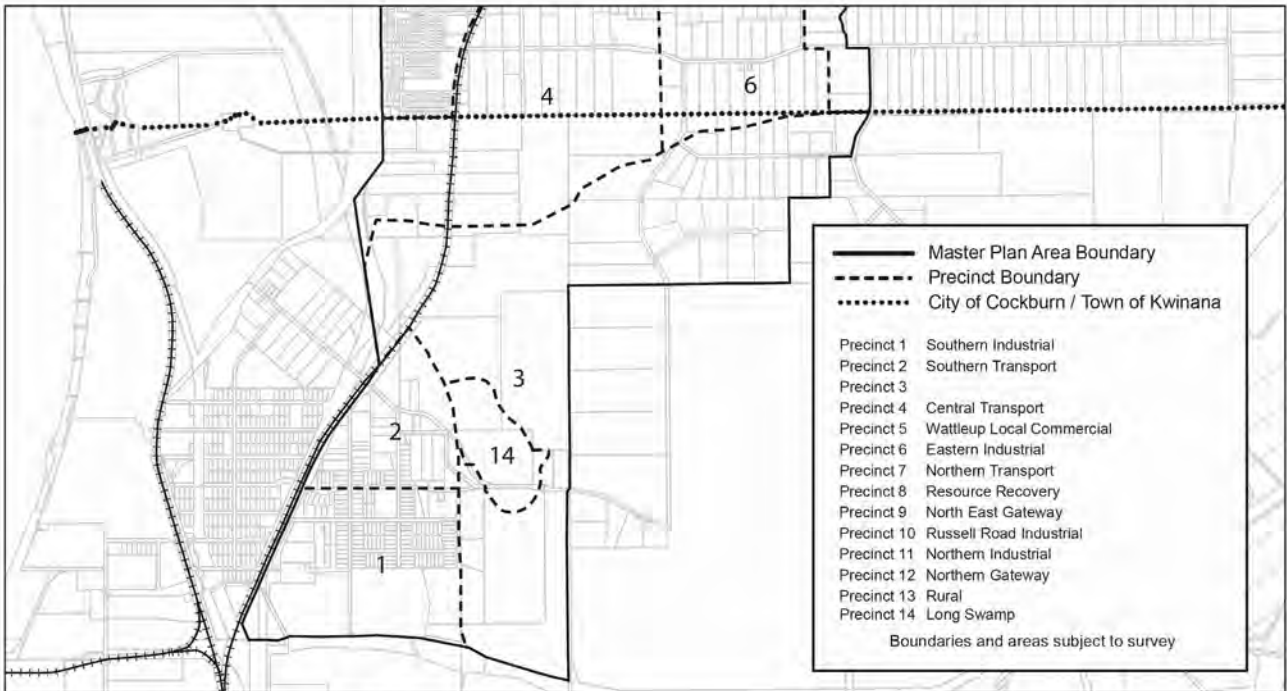 4
6
3
2
14
1
Master Plan Area Boundary
Precinct Boundary
City of Cockburn / Town of Kwinana
Precinct 1 Southern Industrial
Precinct 2 Southern Transport
Precinct 3
Precinct 4 Central Transport
Precinct 5 Wattleup Local Commercial
Precinct 6 Eastern Industrial
Precinct 7 Northern Transport
Precinct 8 Resource Recovery
Precinct 9 North East Gateway
Precinct 10 Russell Road Industrial
Precinct 11 Northern Industrial
Precinct 12 Northern Gateway
Precinct 13 Rural
Precinct 14 Long Swamp
Boundaries and areas subject to survey